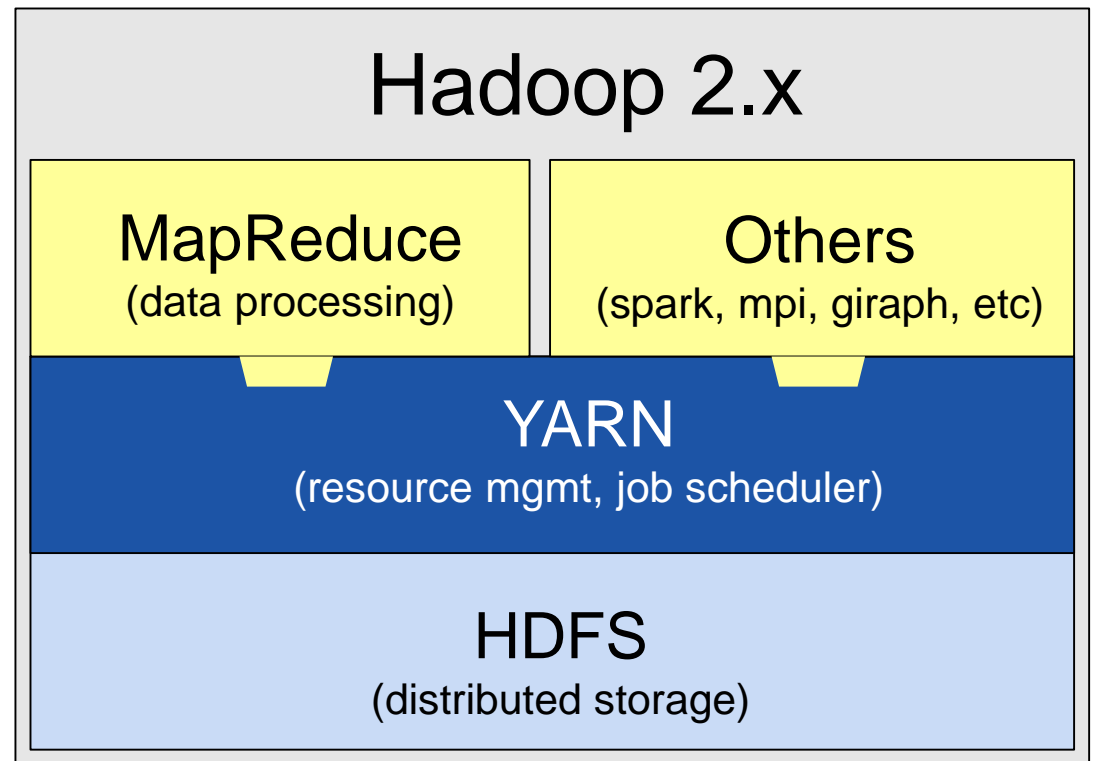 Hadoop 2.x
MapReduce
(data processing)
Others
(spark, mpi, giraph, etc)
YARN
(resource mgmt, job scheduler)
HDFS
(distributed storage)